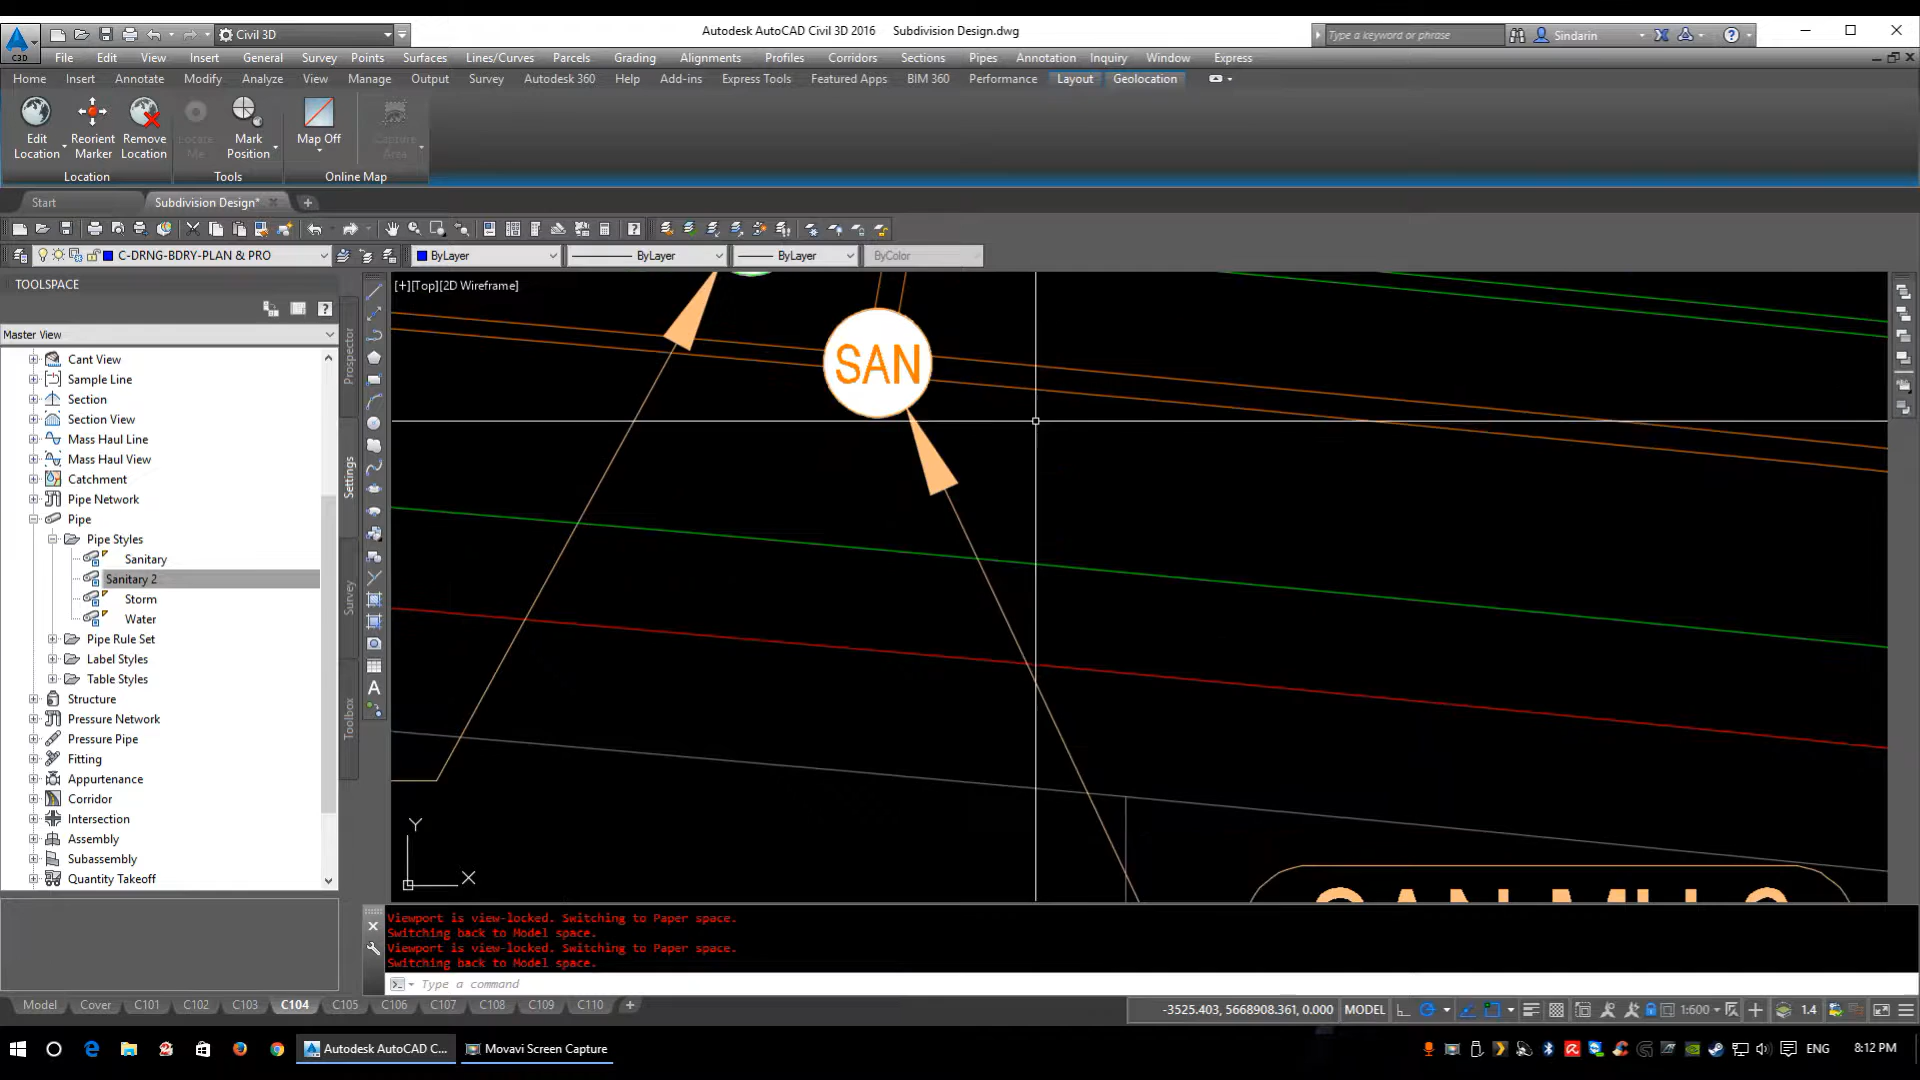 Civil 3D
Autodesk AutoCAD Civil 3D 2016 Subdivision Design.dwg
Type a keyword or phrase
Sindarin
C3D
File Edit View Insert General Survey Points Surfaces Lines/Curves Parcels Grading Alignments Profiles Corridors Sections Pipes Annotation Inquiry Window Express
Home Insert Annotate Modify Analyze View Manage Output Survey Autodesk 360 Help Add-ins Express Tools Featured Apps BIM 360 Performance Layout Geolocation
Edit Location
Reorient Marker
Remove Location
Locate Me
Mark Position
Map Off
Capture Area
Location Tools Online Map
Start Subdivision Design*
C-DRNG-BDRY-PLAN & PRO ByLayer ByLayer ByLayer ByColor
TOOLSPACE
[+][Top][2D Wireframe]
Master View
Prospector
Settings
Survey
Toolbox
Cant View
Sample Line
Section
Section View
Mass Haul Line
Mass Haul View
Catchment
Pipe Network
Pipe
Pipe Styles
Sanitary
Sanitary 2
Storm
Water
Pipe Rule Set
Label Styles
Table Styles
Structure
Pressure Network
Pressure Pipe
Fitting
Appurtenance
Corridor
Intersection
Assembly
Subassembly
Quantity Takeoff
SAN
Y
X
Viewport is view-locked. Switching to Paper space.
Switching back to Model space.
Viewport is view-locked. Switching to Paper space.
Switching back to Model space.
Type a command
Model Cover C101 C102 C103 C104 C105 C106 C107 C108 C109 C110
-3525.403, 5668908.361, 0.000 MODEL 1:600 1.4
Autodesk AutoCAD C... Movavi Screen Capture
ENG 8:12 PM